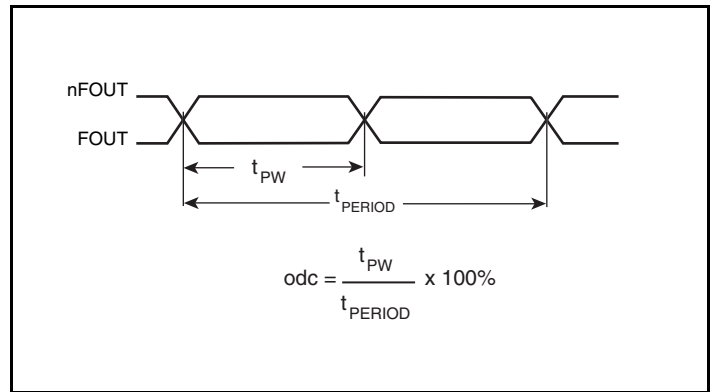 nFOUT
FOUT
tPW
tPERIOD
tPW
odc = x 100%
tPERIOD